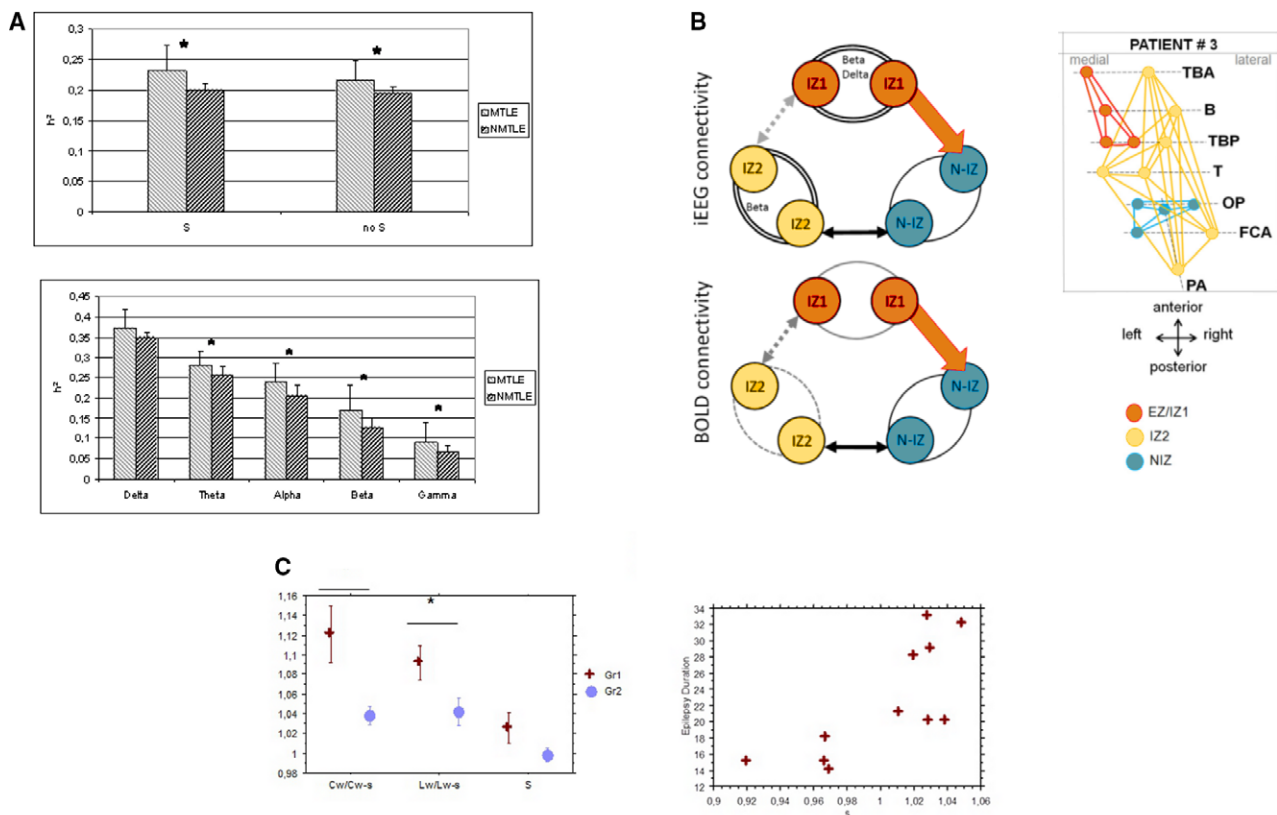 A
0,3
0,25
0,2
0,15
0,1
0,05
0
h²
*
*
S
no S
MTLE
NMTLE
0,45
0,4
0,35
0,3
0,25
0,2
0,15
0,1
0,05
0
h²
Delta
Theta
Alpha
Beta
Gamma
MTLE
NMTLE
B
iEEG connectivity
Beta
Delta
IZ1
IZ1
IZ2
N-IZ
Beta
IZ2
N-IZ
BOLD connectivity
IZ1
IZ1
IZ2
N-IZ
IZ2
N-IZ
PATIENT # 3
medial
lateral
TBA
B
TBP
T
OP
FCA
PA
anterior
left
right
posterior
EZ/IZ1
IZ2
NIZ
C
1,16
1,14
1,12
1,1
1,08
1,06
1,04
1,02
1
0,98
*
Cw/Cw-s
Lw/Lw-s
S
Gr1
Gr2
Epilepsy Duration
34
32
30
28
26
24
22
20
18
16
14
12
0,9
0,92
0,94
0,96
0,98
1
1,02
1,04
1,06